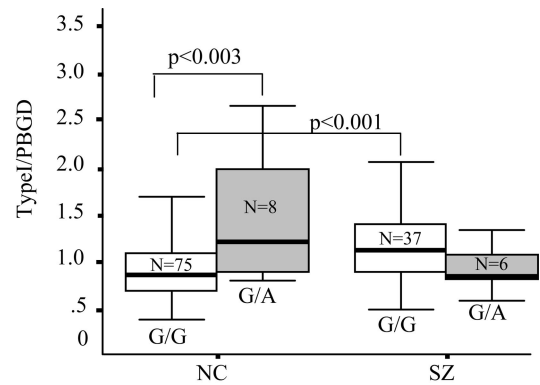 TypeI/PBGD
3.5
3.0
2.5
2.0
1.5
1.0
.5
0
p<0.003
p<0.001
N=75
N=8
N=37
N=6
G/G
G/A
G/G
G/A
NC
SZ